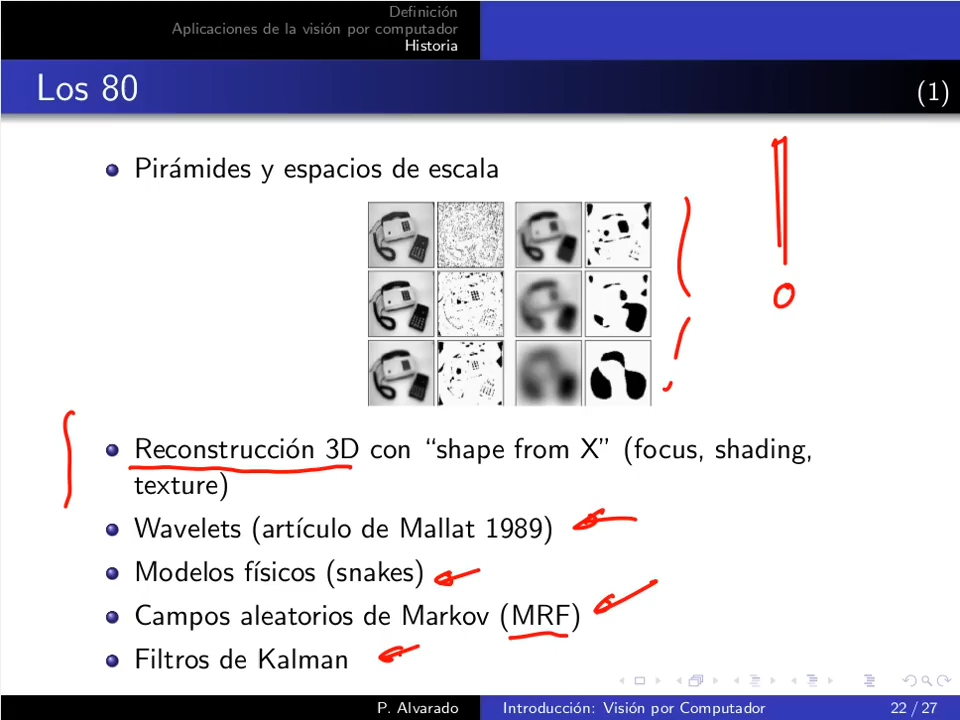 Definición
Aplicaciones de la visión por computador
Historia
Los 80
(1)
Pirámides y espacios de escala
!
Reconstrucción 3D con “shape from X” (focus, shading,
texture)
Wavelets (artículo de Mallat 1989)
Modelos físicos (snakes)
Campos aleatorios de Markov (MRF)
Filtros de Kalman
P. Alvarado
Introducción: Visión por Computador
22 / 27